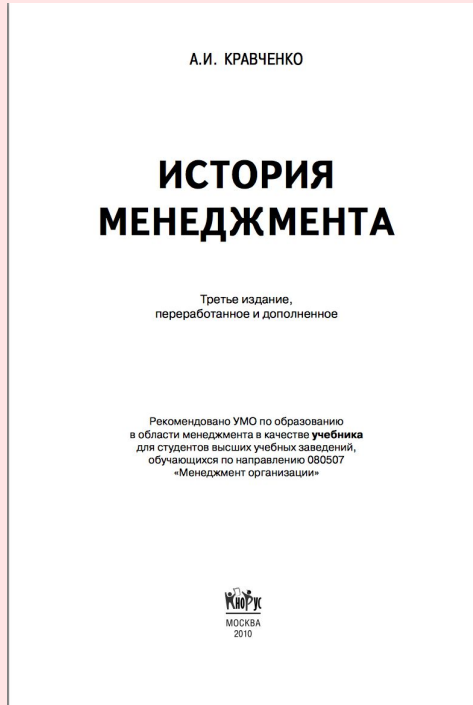 А.И. КРАВЧЕНКО
ИСТОРИЯ
МЕНЕДЖМЕНТА
Третье издание,
переработанное и дополненное
Рекомендовано УМО по образованию
в области менеджмента в качестве учебника
для студентов высших учебных заведений,
обучающихся по направлению 080507
«Менеджмент организации»
КНОРУС
МОСКВА
2010